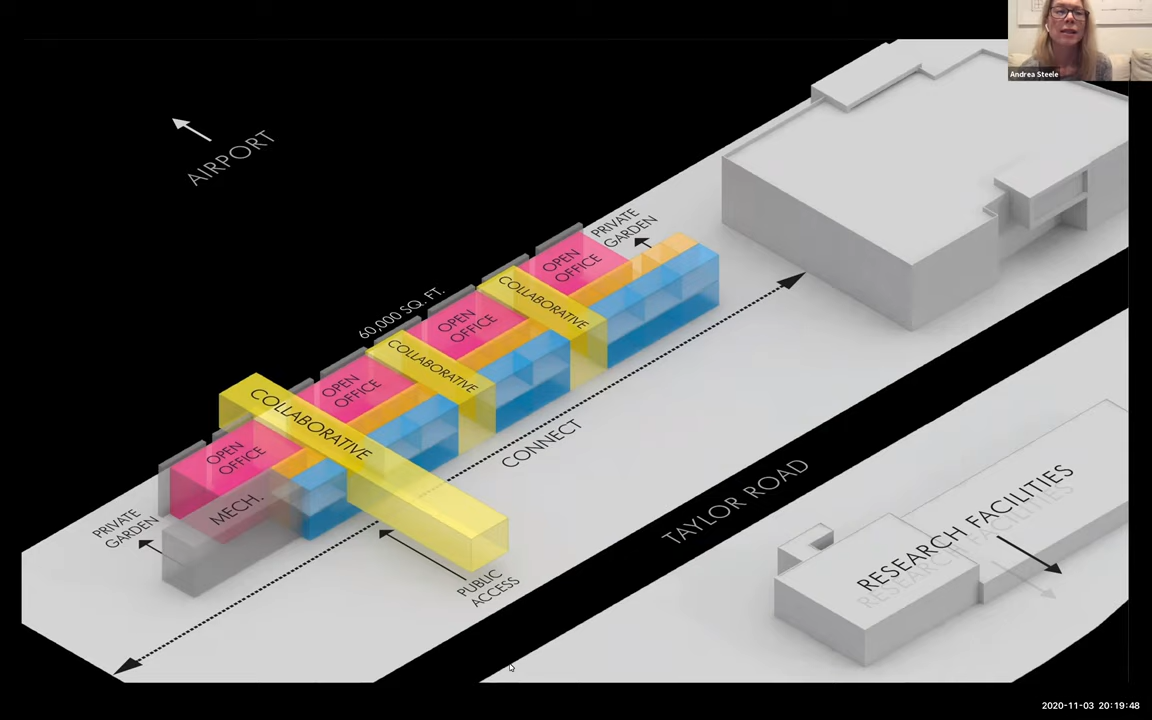 Andrea Steele
AIRPORT
PRIVATE
GARDEN
OPEN
OFFICE
COLLABORATIVE
60,000 SQ. FT.
OPEN
OFFICE
COLLABORATIVE
OPEN
OFFICE
COLLABORATIVE
OPEN
OFFICE
MECH.
PRIVATE
GARDEN
CONNECT
PUBLIC
ACCESS
TAYLOR ROAD
RESEARCH FACILITIES
2020-11-03 20:19:48